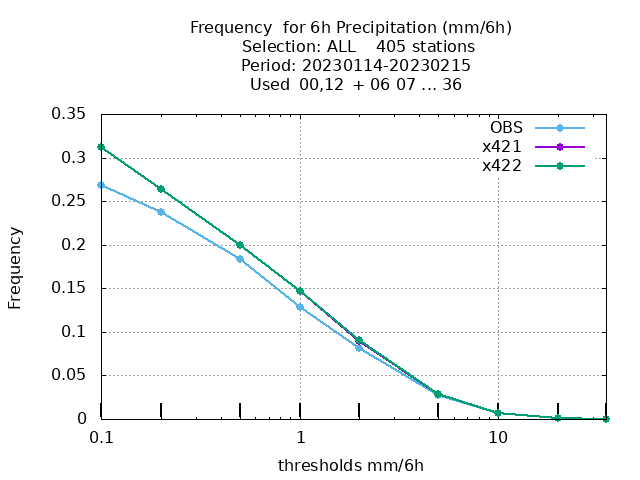 Frequency  for 6h Precipitation (mm/6h)
Selection: ALL    405 stations
Period: 20230114-20230215
Used  00,12  + 06 07 ... 36
0.35
0.3
0.25
0.2
0.15
0.1
0.05
0
Frequency
OBS
x421
x422
0.1
1
10
thresholds mm/6h